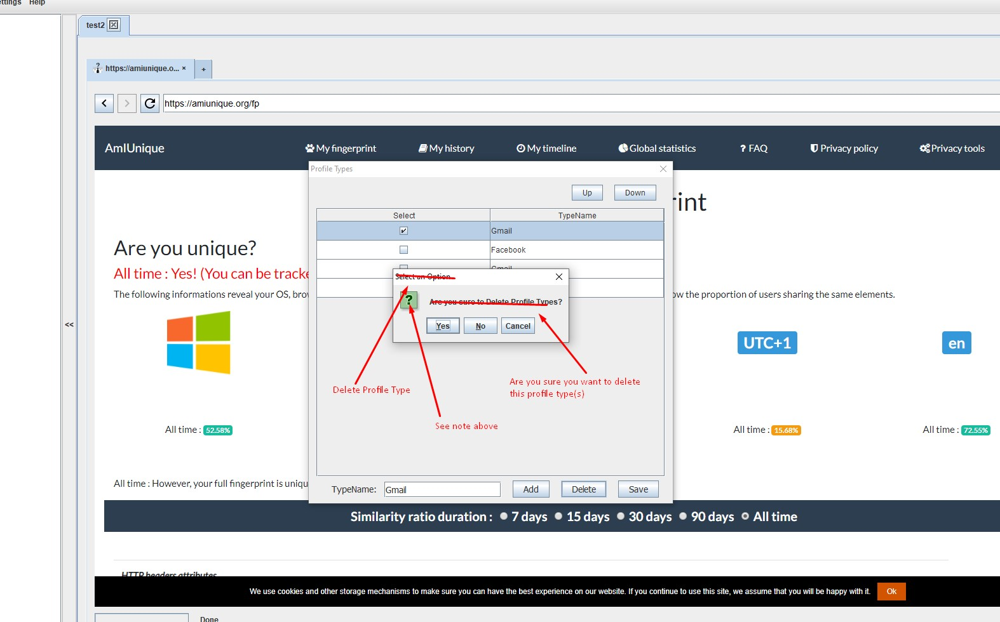 ettings Help
test2
https://amiunique.o... × +
https://amiunique.org/fp
AmIUnique My fingerprint My history My timeline Global statistics ? FAQ Privacy policy Privacy tools
Profile Types
Up Down
rint
Select TypeName
Gmail
Are you unique?
Facebook
All time : Yes! (You can be tracke
Gmail
Select an Option
The following informations reveal your OS, brow
ow the proportion of users sharing the same elements.
? Are you sure to Delete Profile Types?
Yes No Cancel
<<
UTC+1 en
Delete Profile Type
Are you sure you want to delete
this profile type(s)
See note above
All time : 52.58% All time : 15.68% All time : 72.55%
All time : However, your full fingerprint is uniqu
TypeName: Gmail Add Delete Save
Similarity ratio duration : 7 days 15 days 30 days 90 days All time
HTTP headers attributes
We use cookies and other storage mechanisms to make sure you can have the best experience on our website. If you continue to use this site, we assume that you will be happy with it. Ok
Done